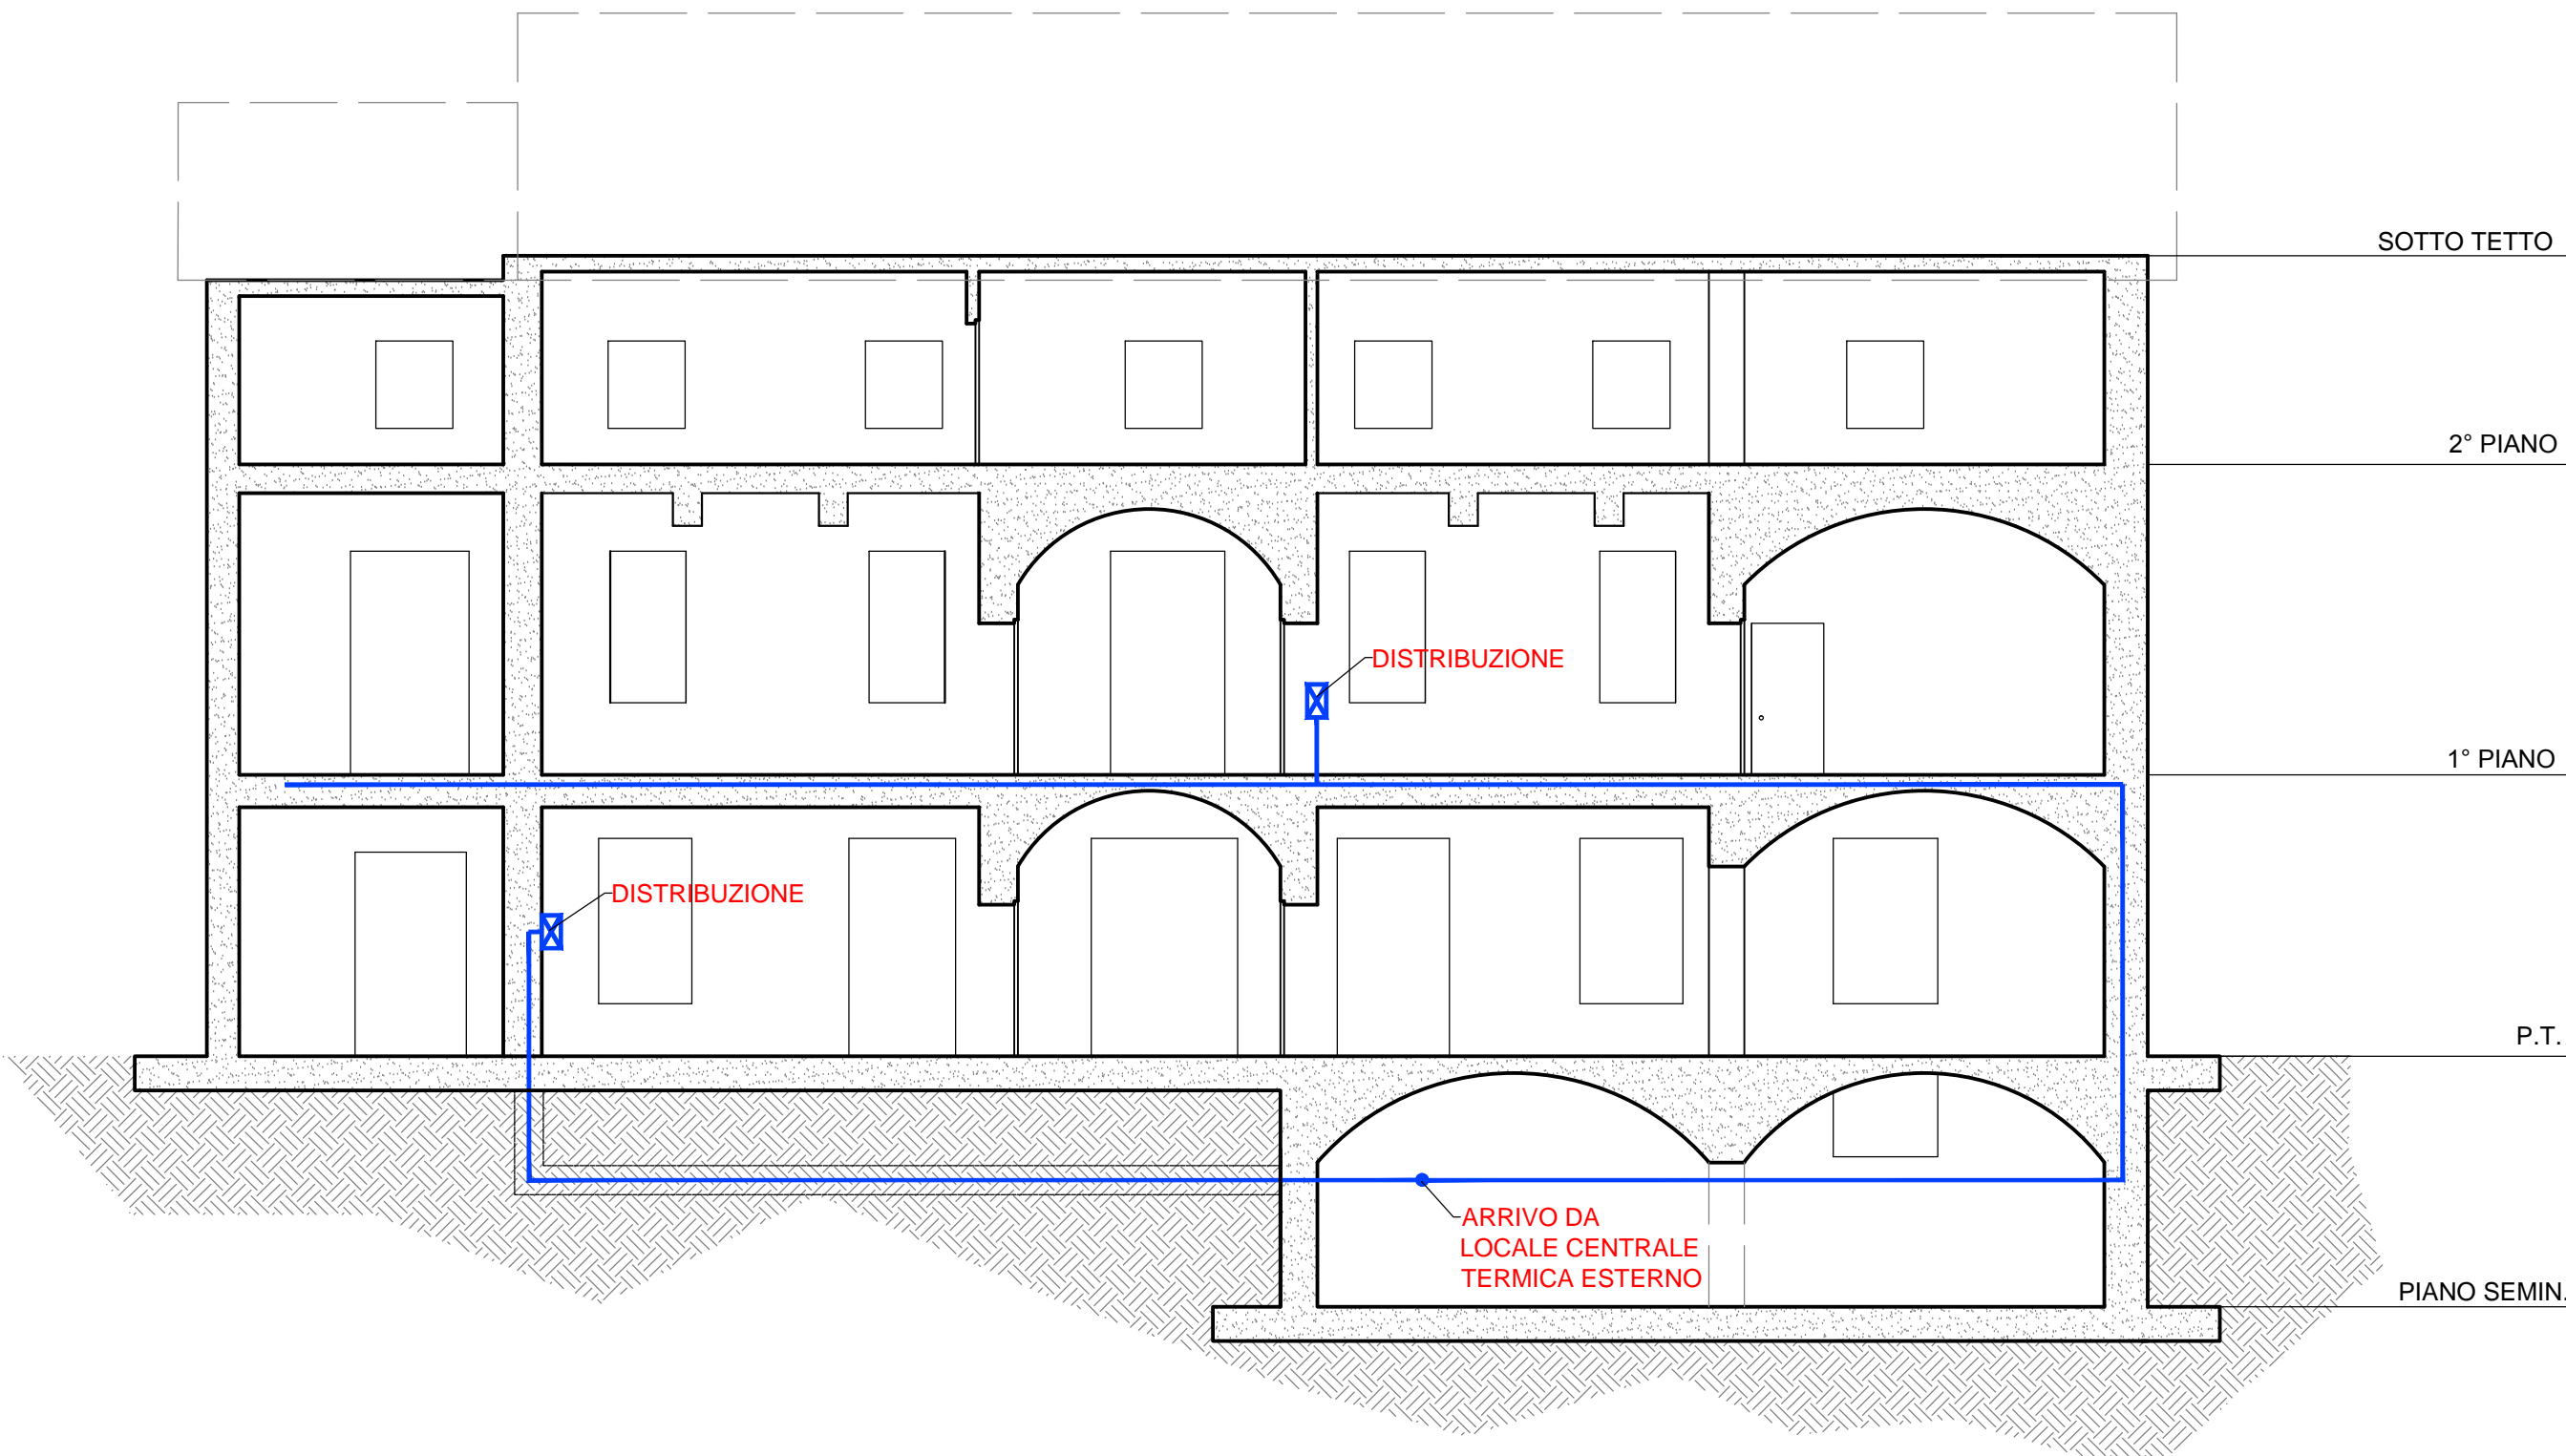 SOTTO TETTO
2° PIANO
DISTRIBUZIONE
1° PIANO
DISTRIBUZIONE
P.T.
ARRIVO DA
LOCALE CENTRALE
TERMICA ESTERNO
PIANO SEMIN.